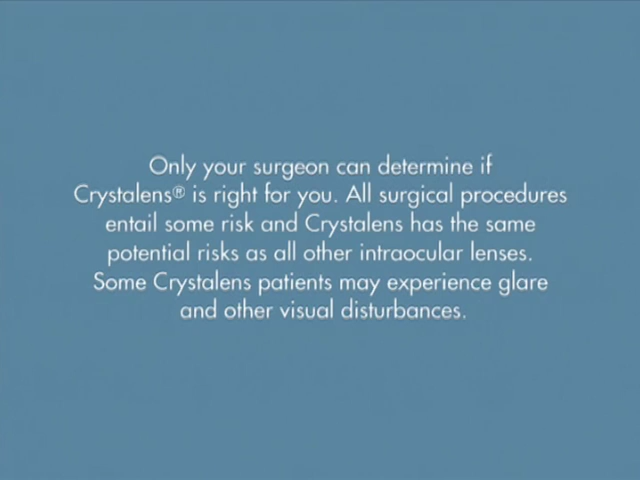 Only your surgeon can determine if
Crystalens® is right for you. All surgical procedures
entail some risk and Crystalens has the same
potential risks as all other intraocular lenses.
Some Crystalens patients may experience glare
and other visual disturbances.